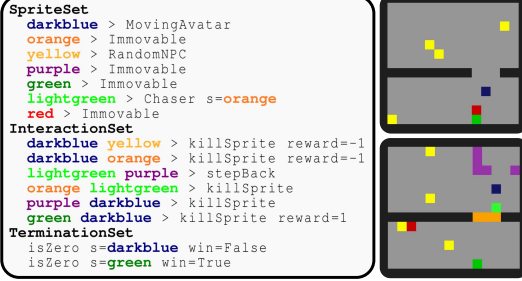 SpriteSet
darkblue > MovingAvatar
orange > Immovable
yellow > RandomNPC
purple > Immovable
green > Immovable
lightgreen > Chaser s=orange
red > Immovable
InteractionSet
darkblue yellow > killSprite reward=-1
darkblue orange > killSprite reward=-1
lightgreen purple > stepBack
orange lightgreen > killSprite
purple darkblue > killSprite
green darkblue > killSprite reward=1
TerminationSet
isZero s=darkblue win=False
isZero s=green win=True